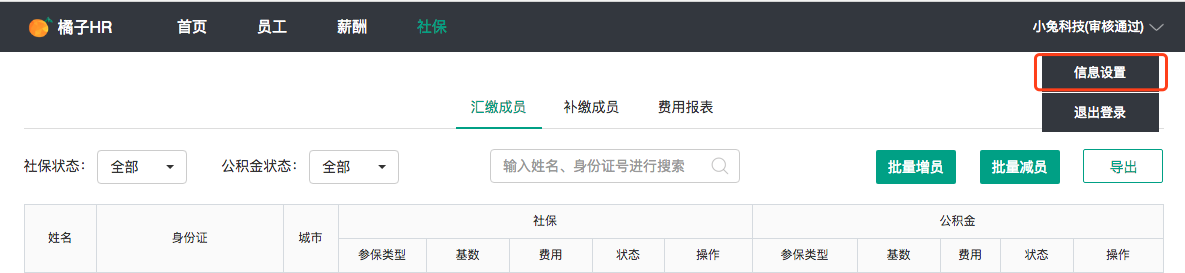 橘子HR 首页 员工 薪酬 社保 小兔科技(审核通过)
信息设置
退出登录
汇缴成员 补缴成员 费用报表
社保状态: 全部 公积金状态: 全部 输入姓名、身份证号进行搜索 批量增员 批量减员 导出
姓名 身份证 城市 社保 公积金
参保类型 基数 费用 状态 操作 参保类型 基数 费用 状态 操作